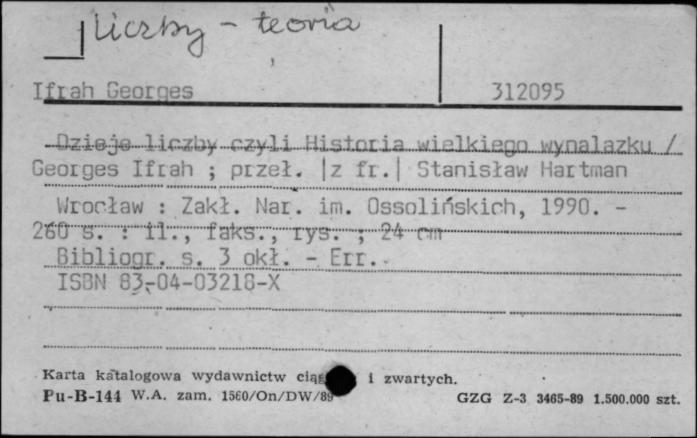 Liczby - teoria
Ifrah Georges 312095
Dzieje liczby czyli Historia wielkiego wynalazku /
Georges Ifrah ; przeł. |z fr.| Stanisław Hartman
Wrocław : Zakł. Nar. im. Ossolińskich, 1990. -
260 s. : il., faks., rys. ; 24 cm
Bibliogr. s. 3 okł. - Err.
ISBN 83-04-03218-X
Karta katalogowa wydawnictw i zwartych.
Pu-B-144 W.A. zam. 1560/On/DW/89 GZG Z-3 3465-89 1.500.000 szt.